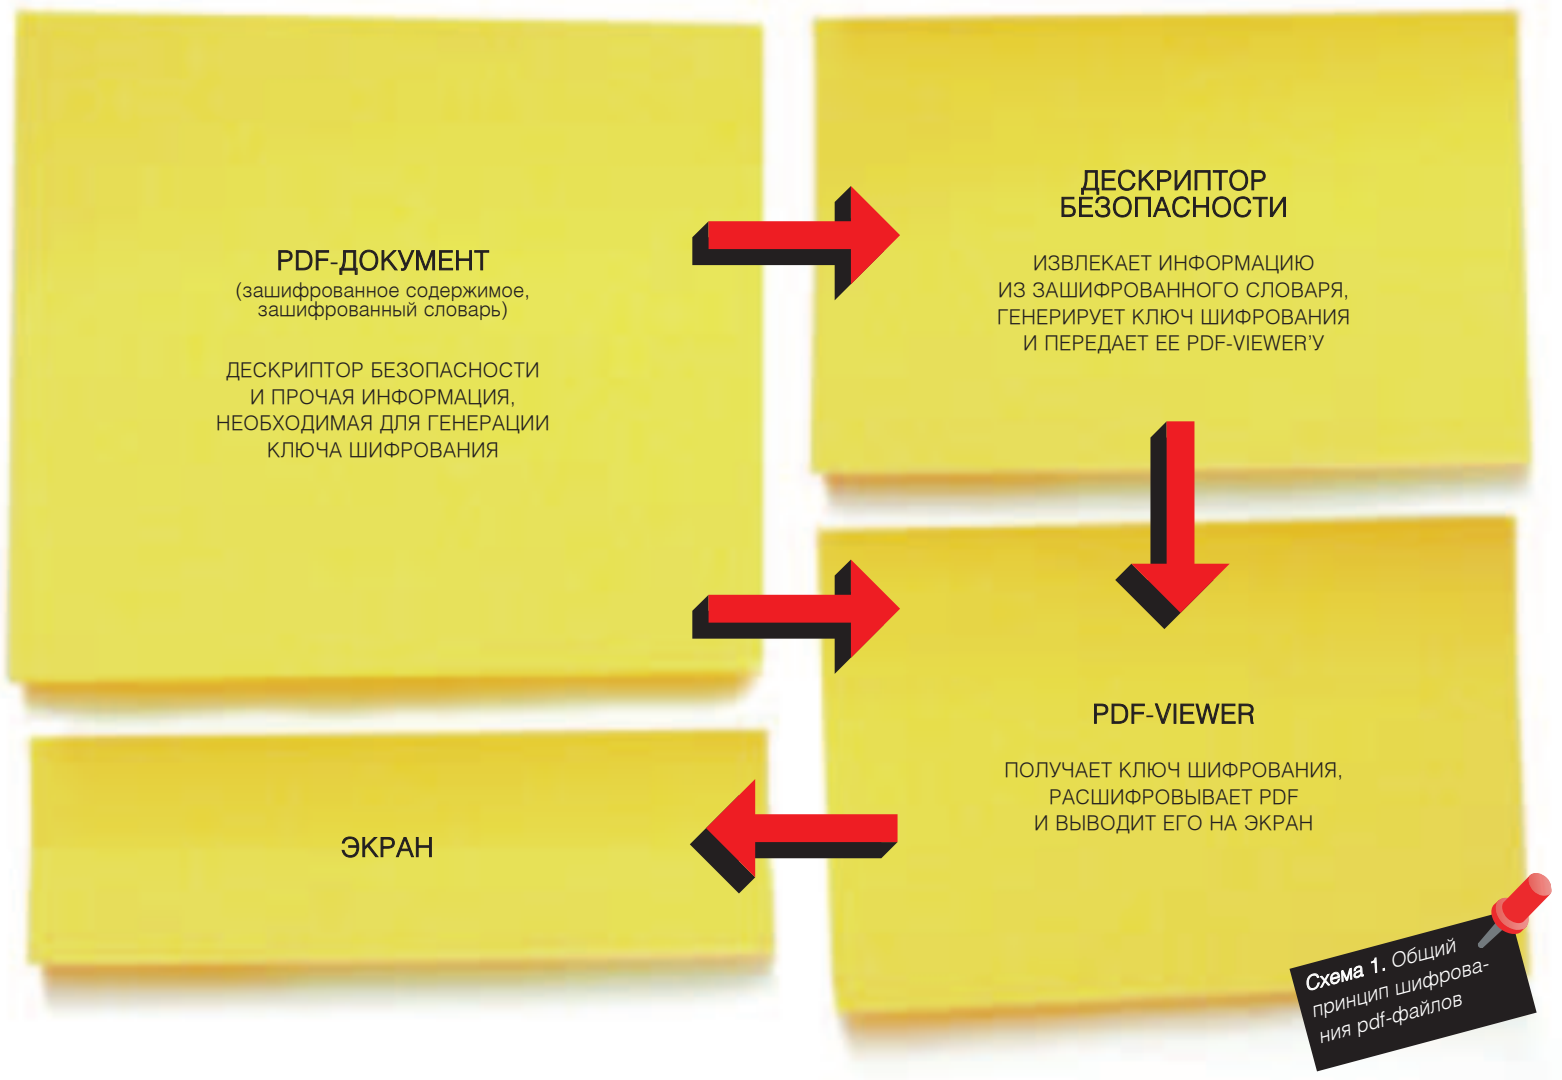 PDF-ДОКУМЕНТ
(зашифрованное содержимое,
зашифрованный словарь)
ДЕСКРИПТОР БЕЗОПАСНОСТИ
И ПРОЧАЯ ИНФОРМАЦИЯ,
НЕОБХОДИМАЯ ДЛЯ ГЕНЕРАЦИИ
КЛЮЧА ШИФРОВАНИЯ
ДЕСКРИПТОР
БЕЗОПАСНОСТИ
ИЗВЛЕКАЕТ ИНФОРМАЦИЮ
ИЗ ЗАШИФРОВАННОГО СЛОВАРЯ,
ГЕНЕРИРУЕТ КЛЮЧ ШИФРОВАНИЯ
И ПЕРЕДАЕТ ЕЕ PDF-VIEWER'У
PDF-VIEWER
ПОЛУЧАЕТ КЛЮЧ ШИФРОВАНИЯ,
РАСШИФРОВЫВАЕТ PDF
И ВЫВОДИТ ЕГО НА ЭКРАН
ЭКРАН
Схема 1. Общий
принцип шифрова-
ния pdf-файлов